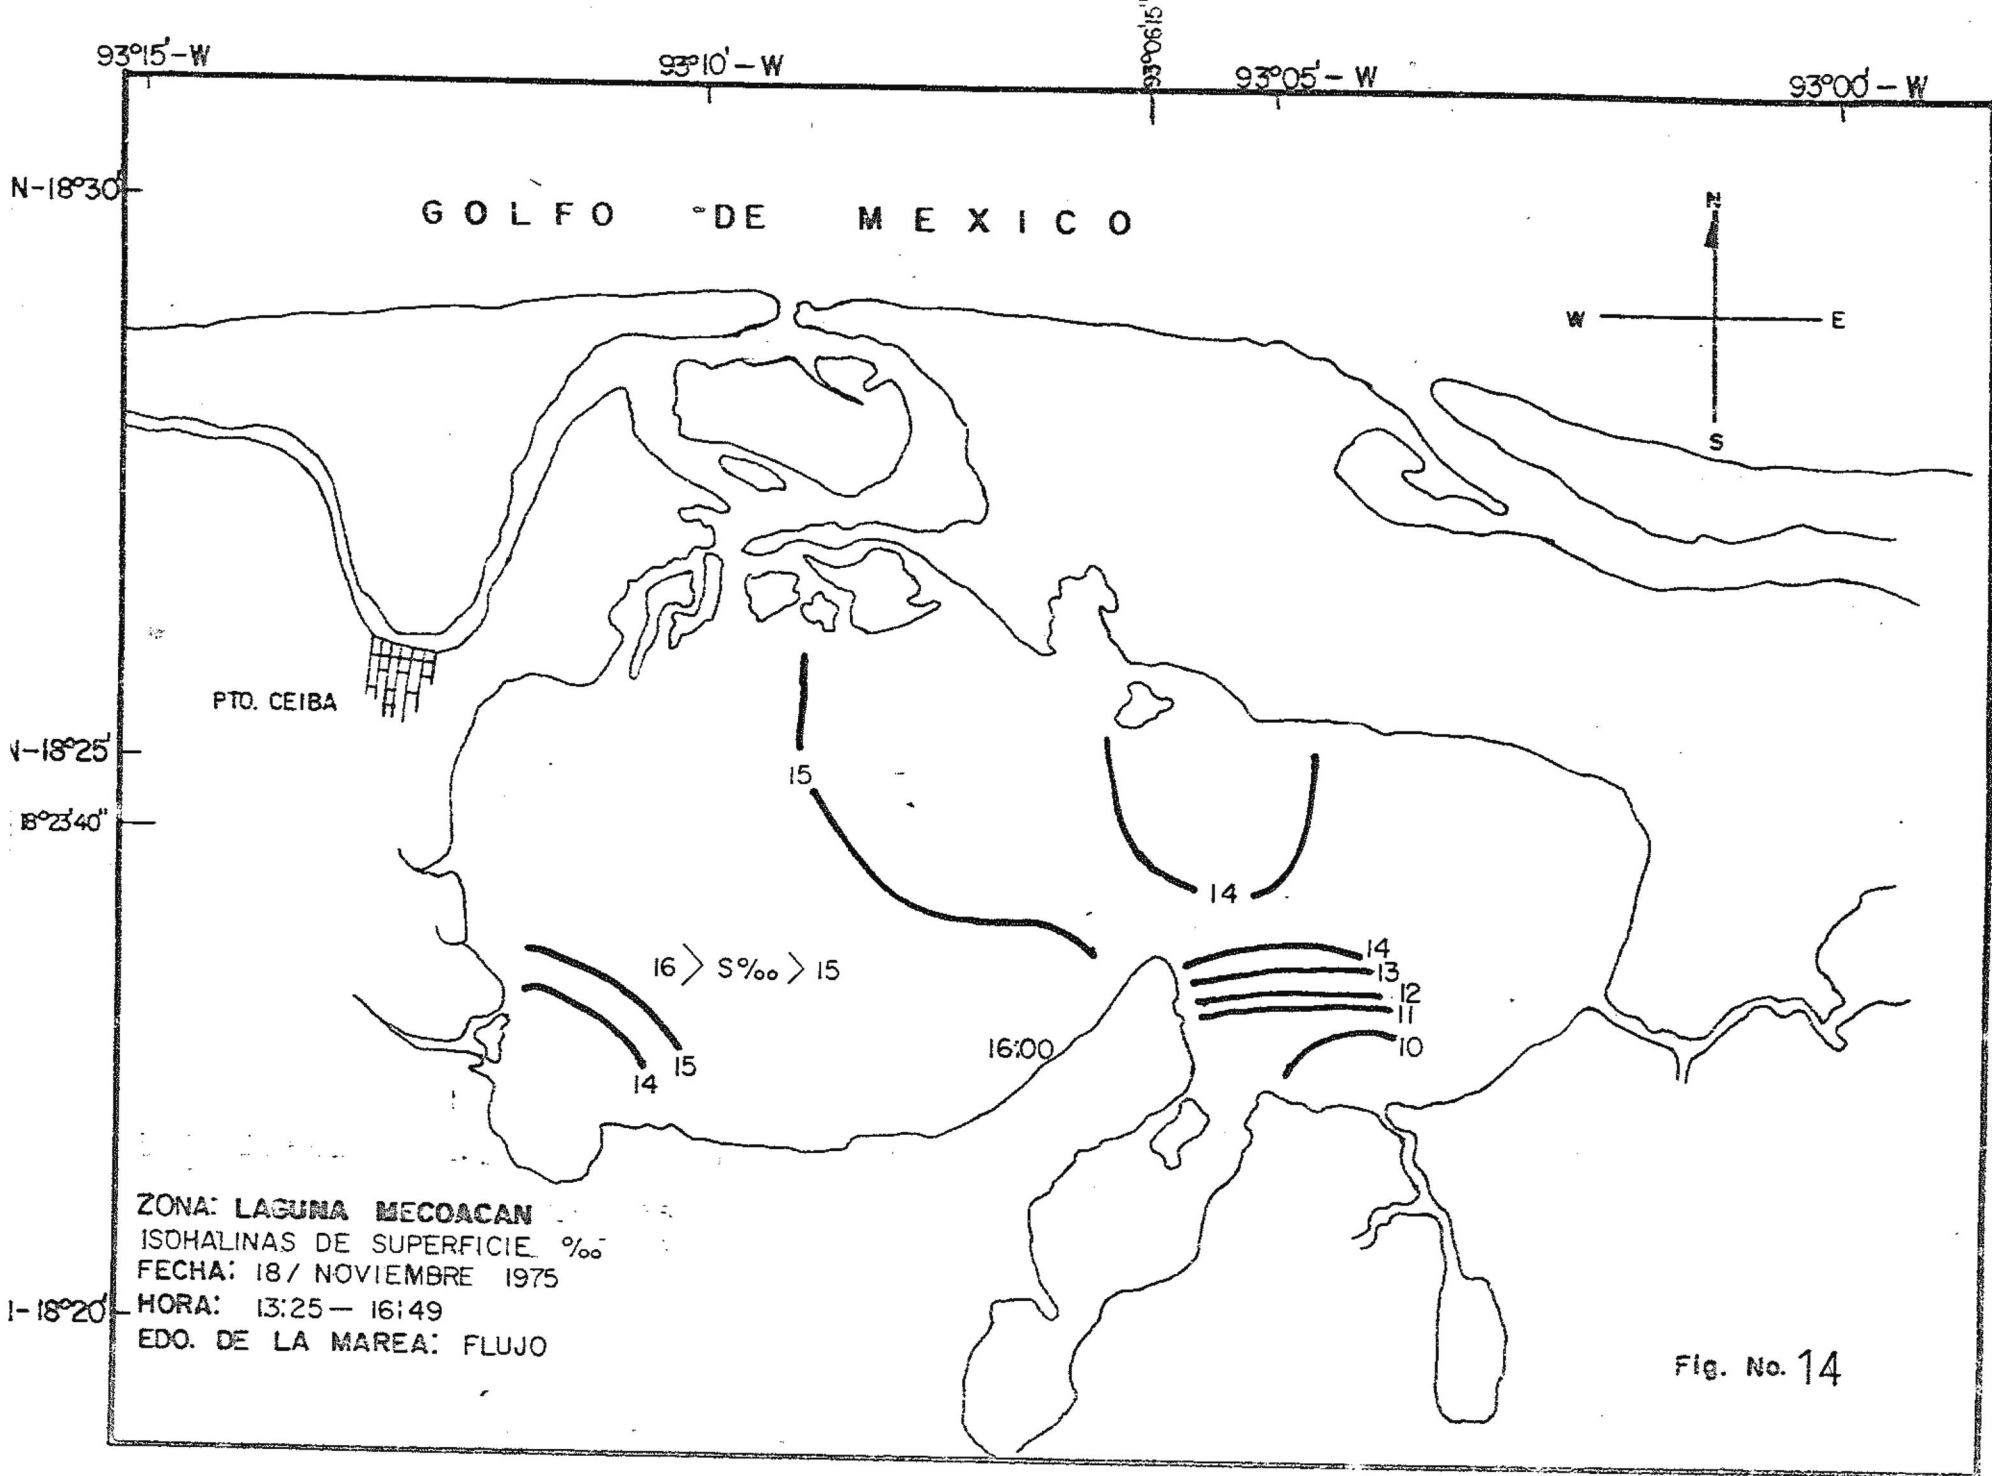 93°06'15"
93°15'-W
93°10'-W
93°05'-W
93°00'-W
N-18°30'
GOLFO DE MEXICO
N
W
E
S
PTO. CEIBA
N-18°25'
15
18°23'40"
14
14
16 > S‰ > 15
13
12
11
16:00
10
15
14
ZONA: LAGUNA MECOACAN
ISOHALINAS DE SUPERFICIE ‰
FECHA: 18/ NOVIEMBRE 1975
HORA: 13:25 — 16:49
-18°20'
EDO. DE LA MAREA: FLUJO
Fig. No. 14